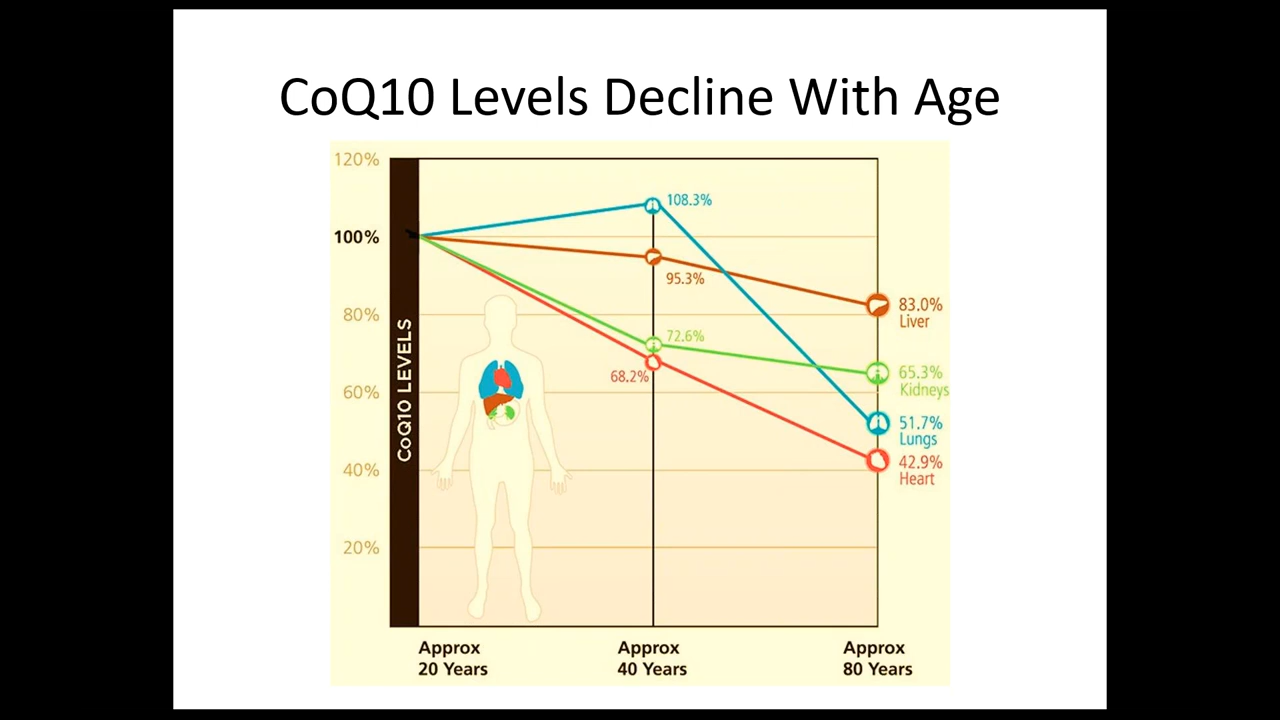 CoQ10 Levels Decline With Age
120%
100%
80%
60%
40%
20%
CoQ10 LEVELS
108.3%
95.3%
72.6%
68.2%
83.0%
Liver
65.3%
Kidneys
51.7%
Lungs
42.9%
Heart
Approx
20 Years
Approx
40 Years
Approx
80 Years